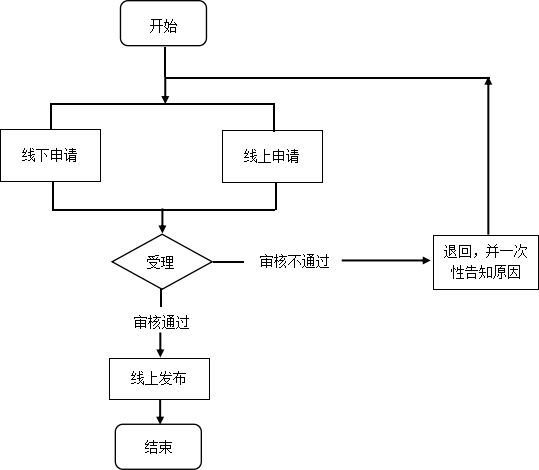 开始
线下申请
线上申请
受理
审核不通过
退回，并一次
性告知原因
审核通过
线上发布
结束